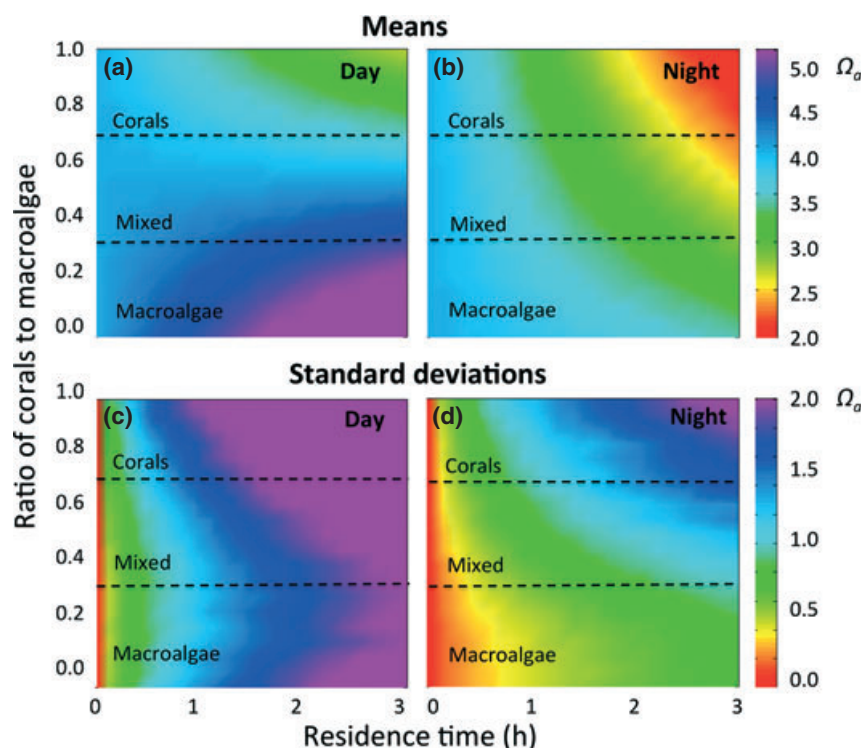 Means
(a)
Day
(b)
Night
Corals
Mixed
Macroalgae
Corals
Mixed
Macroalgae
1.0
0.8
0.6
0.4
0.2
0.0
5.0
4.5
4.0
3.5
3.0
2.5
2.0
Ωa
Standard deviations
(c)
Day
(d)
Night
Corals
Mixed
Macroalgae
Corals
Mixed
Macroalgae
1.0
0.8
0.6
0.4
0.2
0.0
2.0
1.5
1.0
0.5
0.0
Ωa
0 1 2 3
0 1 2 3
Ratio of corals to macroalgae
Residence time (h)